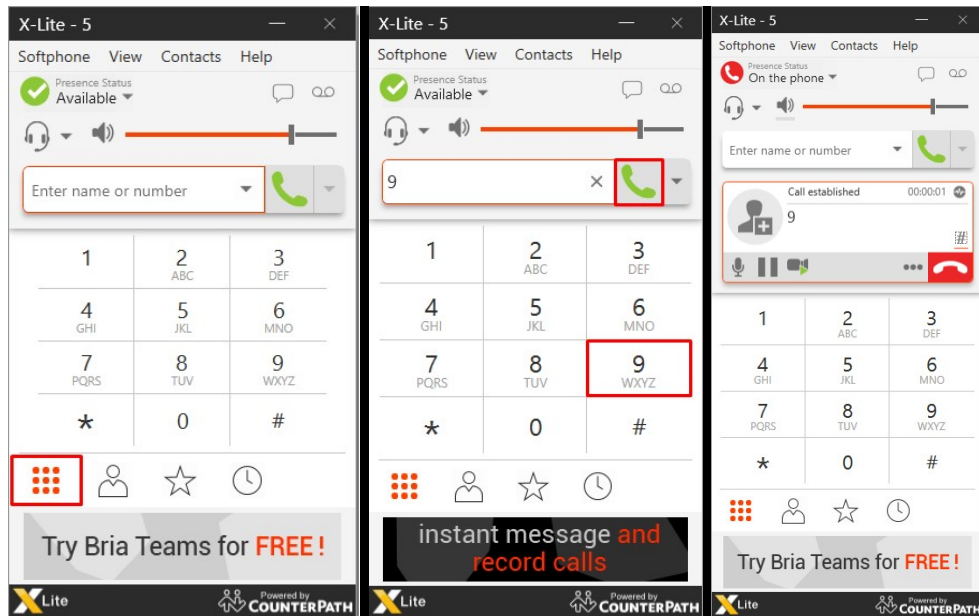 X-Lite - 5
Softphone View Contacts Help
Presence Status
Available
Enter name or number
1 2 3
ABC DEF
4 5 6
GHI JKL MNO
7 8 9
PQRS TUV WXYZ
* 0 #
Try Bria Teams for FREE !
X Lite
Powered by
COUNTERPATH
X-Lite - 5
Softphone View Contacts Help
Presence Status
Available
9
1 2 3
ABC DEF
4 5 6
GHI JKL MNO
7 8 9
PQRS TUV WXYZ
* 0 #
instant message and
record calls
X Lite
Powered by
COUNTERPATH
X-Lite - 5
Softphone View Contacts Help
Presence Status
On the phone
Enter name or number
Call established 00:00:01
9
#
1 2 3
ABC DEF
4 5 6
GHI JKL MNO
7 8 9
PQRS TUV WXYZ
* 0 #
Try Bria Teams for FREE !
X Lite
Powered by
COUNTERPATH